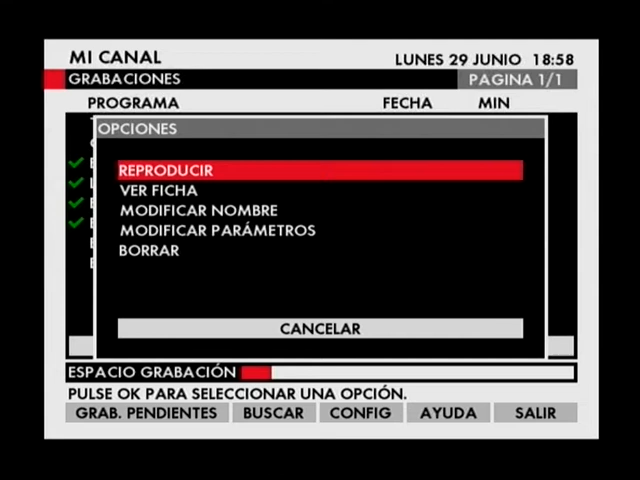 MI CANAL LUNES 29 JUNIO 18:58
GRABACIONES PAGINA 1/1
PROGRAMA FECHA MIN
OPCIONES
REPRODUCIR
VER FICHA
MODIFICAR NOMBRE
MODIFICAR PARÁMETROS
BORRAR
CANCELAR
ESPACIO GRABACIÓN
PULSE OK PARA SELECCIONAR UNA OPCIÓN.
GRAB. PENDIENTES BUSCAR CONFIG AYUDA SALIR